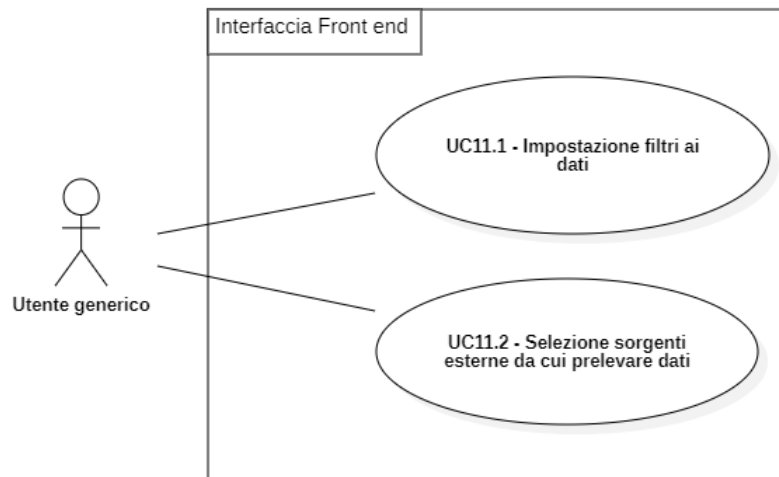 Interfaccia Front end
UC11.1 - Impostazione filtri ai
dati
Utente generico
UC11.2 - Selezione sorgenti
esterne da cui prelevare dati